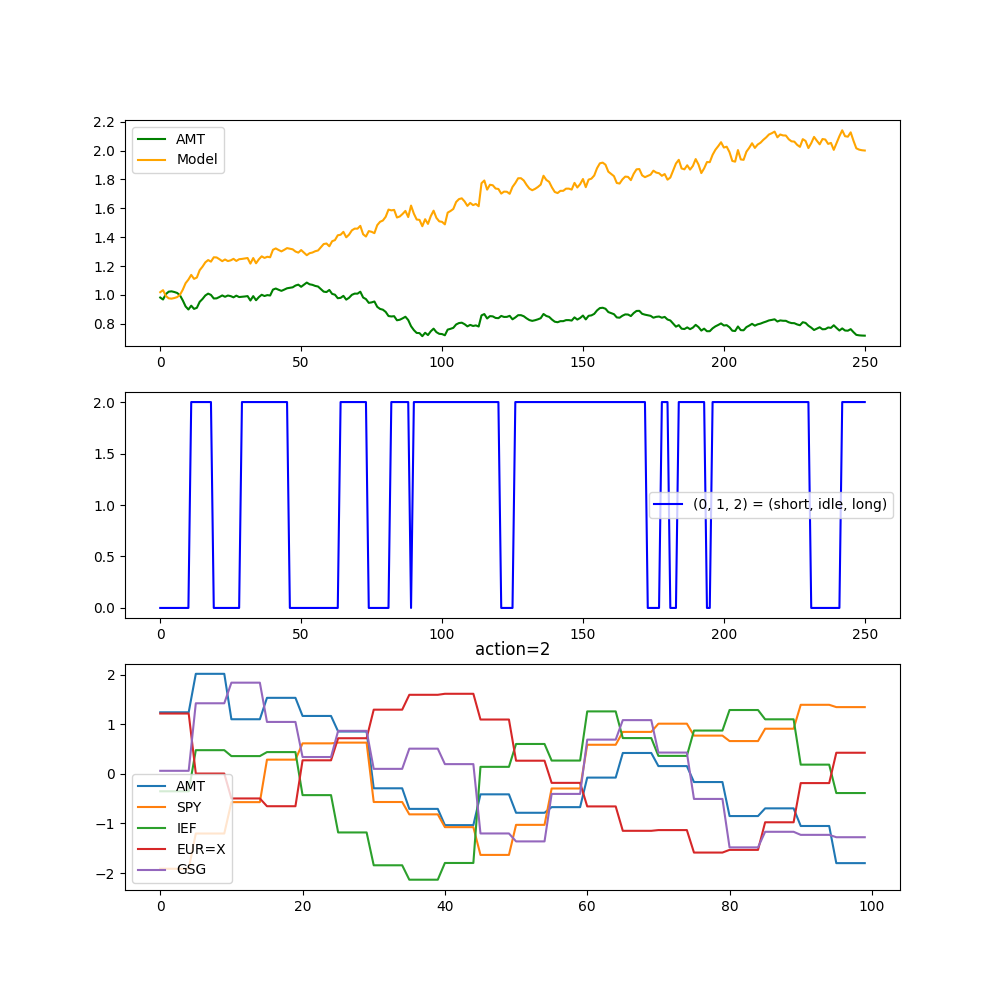 2.2
2.0
1.8
1.6
1.4
1.2
1.0
0.8
AMT
Model
0 50 100 150 200 250
2.0
1.5
1.0
0.5
0.0
(0, 1, 2) = (short, idle, long)
0 50 100 150 200 250
action=2
2
1
0
−1
−2
AMT
SPY
IEF
EUR=X
GSG
0 20 40 60 80 100